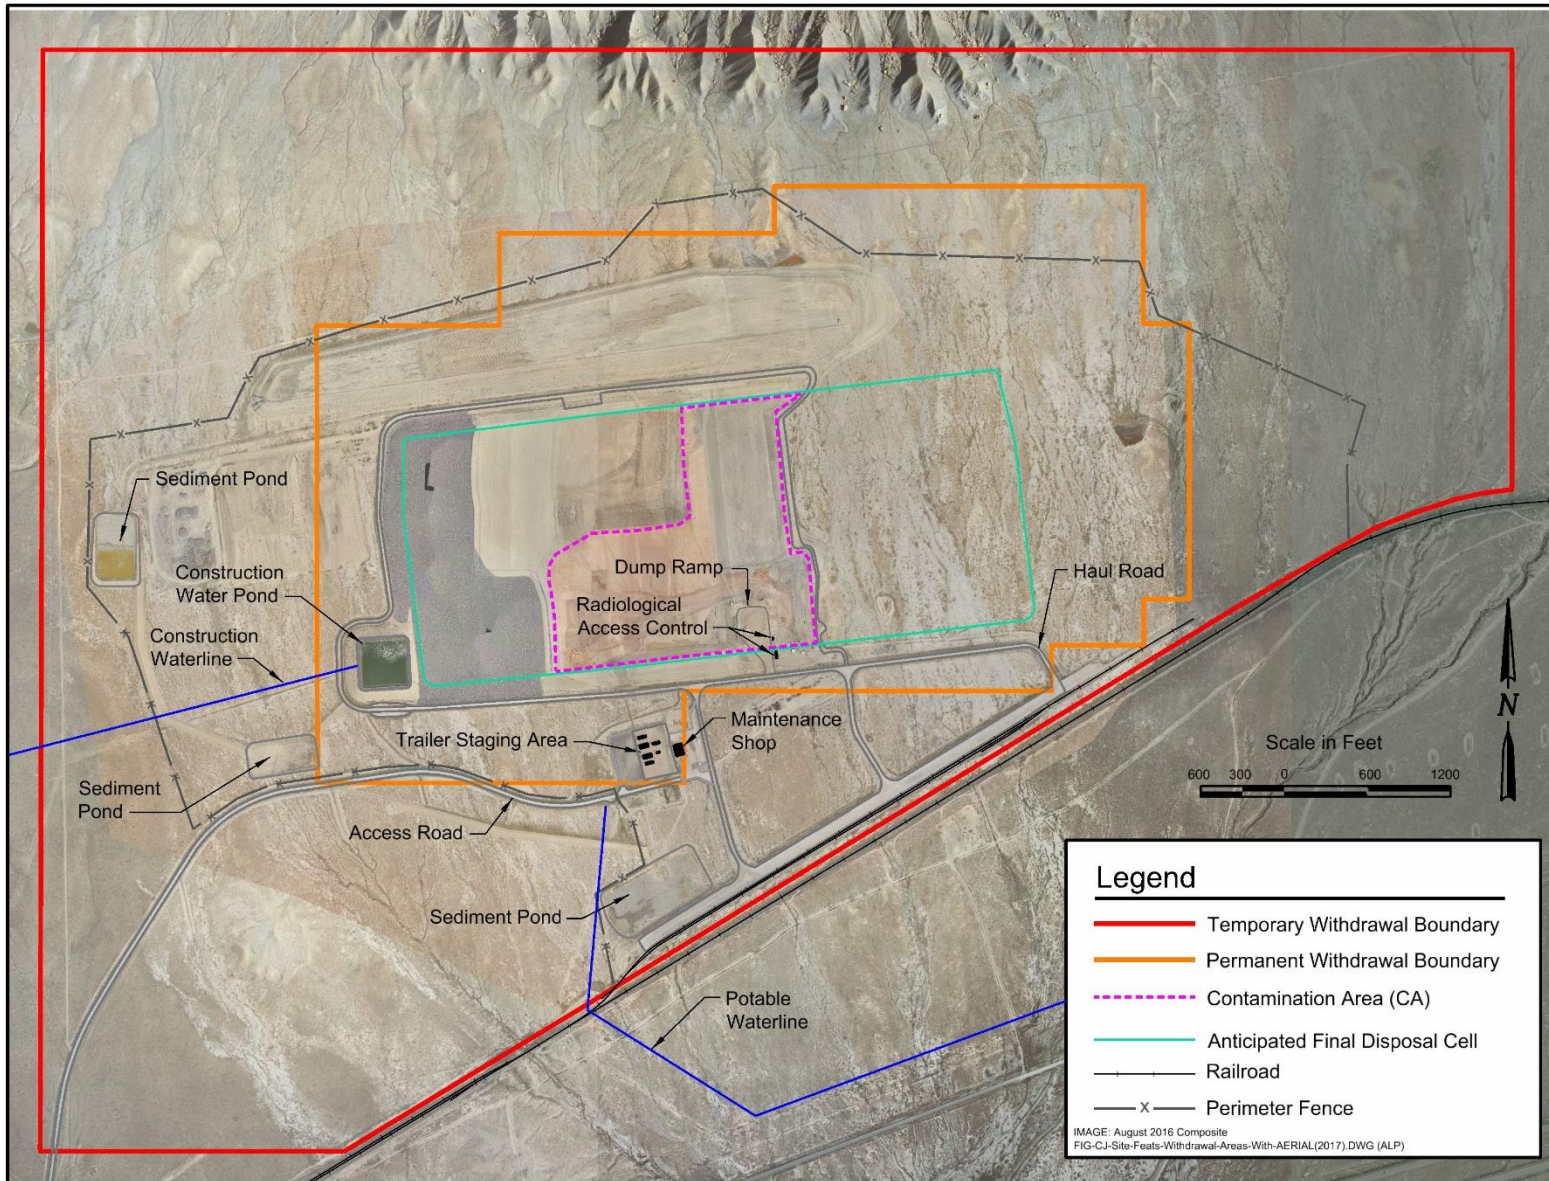 Sediment Pond
Construction
Water Pond
Construction
Waterline
Dump Ramp
Radiological
Access Control
Haul Road
Trailer Staging Area
Maintenance
Shop
Sediment
Pond
Access Road
Sediment Pond
Potable
Waterline
N
Scale in Feet
600 300 0 600 1200
Legend
Temporary Withdrawal Boundary
Permanent Withdrawal Boundary
Contamination Area (CA)
Anticipated Final Disposal Cell
Railroad
X Perimeter Fence
IMAGE: August 2016 Composite
FIG-CJ-Site-Feats-Withdrawal-Areas-With-AERIAL(2017).DWG (ALP)